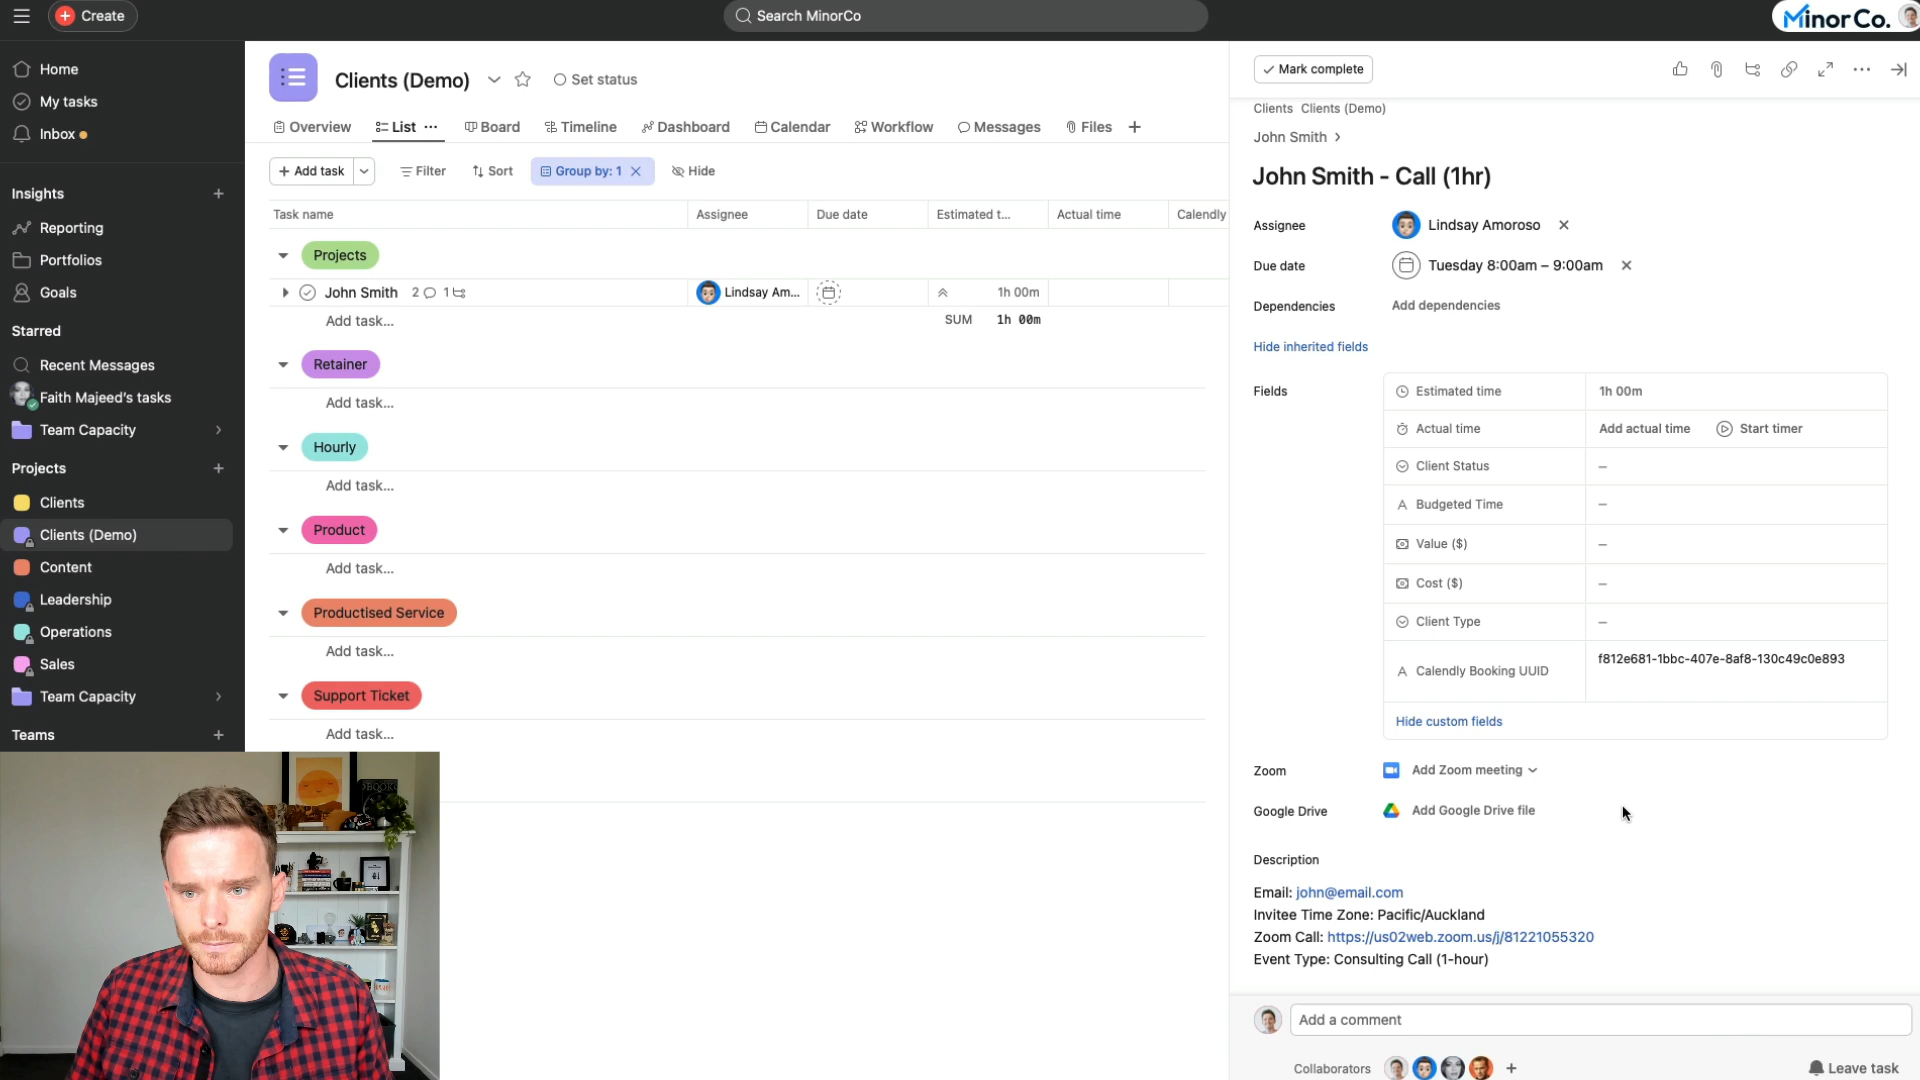 Create
Search MinorCo
MinorCo.
Home
My tasks
Inbox
Insights
Reporting
Portfolios
Goals
Starred
Recent Messages
Faith Majeed's tasks
Team Capacity
Projects
Clients
Clients (Demo)
Content
Leadership
Operations
Sales
Team Capacity
Teams
Clients (Demo)
Set status
Overview
List
Board
Timeline
Dashboard
Calendar
Workflow
Messages
Files
Add task
Filter
Sort
Group by: 1
Hide
Task name
Assignee
Due date
Estimated t...
Actual time
Calendly
Projects
John Smith 2 1
Lindsay Am...
1h 00m
Add task...
SUM 1h 00m
Retainer
Add task...
Hourly
Add task...
Product
Add task...
Productised Service
Add task...
Support Ticket
Add task...
Mark complete
Clients Clients (Demo)
John Smith
John Smith - Call (1hr)
Assignee Lindsay Amoroso
Due date Tuesday 8:00am – 9:00am
Dependencies Add dependencies
Hide inherited fields
Fields
Estimated time 1h 00m
Actual time Add actual time Start timer
Client Status —
Budgeted Time —
Value ($) —
Cost ($) —
Client Type —
Calendly Booking UUID f812e681-1bbc-407e-8af8-130c49c0e893
Hide custom fields
Zoom Add Zoom meeting
Google Drive Add Google Drive file
Description
Email: john@email.com
Invitee Time Zone: Pacific/Auckland
Zoom Call: https://us02web.zoom.us/j/81221055320
Event Type: Consulting Call (1-hour)
Add a comment
Collaborators
Leave task